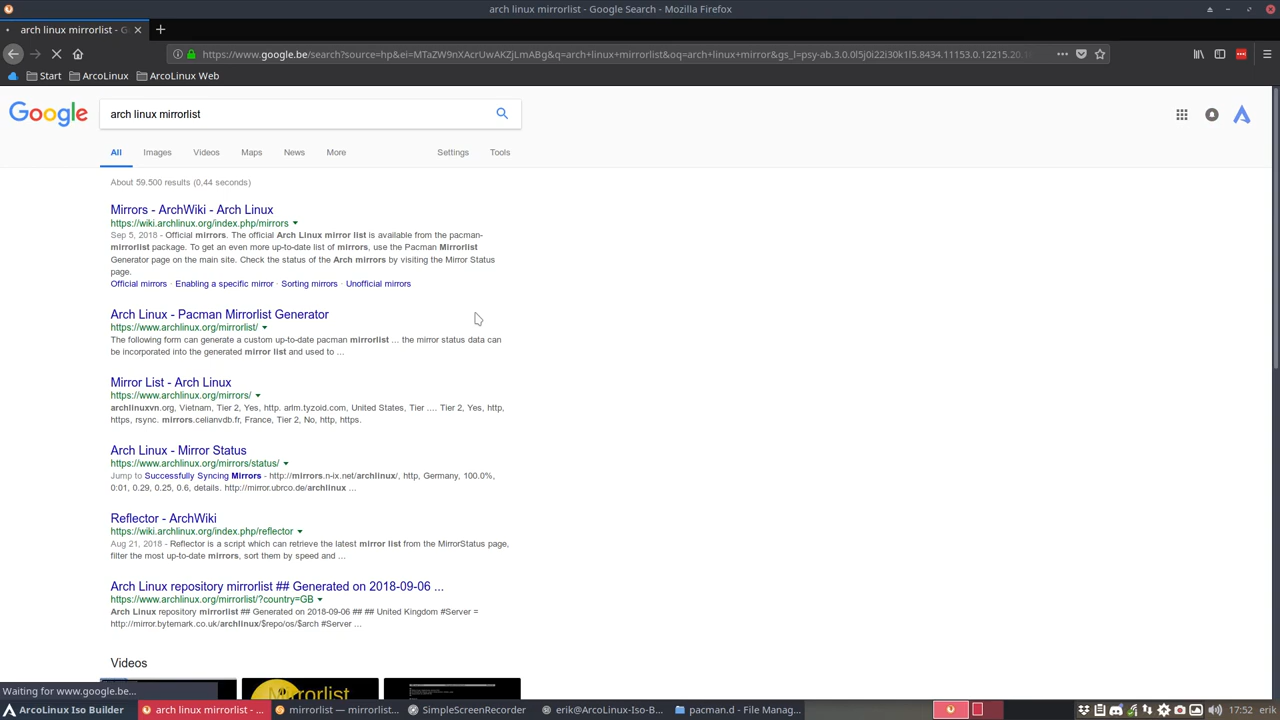 arch linux mirrorlist - Google Search - Mozilla Firefox
arch linux mirrorlist - G
https://www.google.be/search?source=hp&ei=MTaZW9nXAcrUwAKZjLmABg&q=arch+linux+mirrorlist&oq=arch+linux+mirror&gs_l=psy-ab.3.0.0l5j0i22i30k1l5.8434.11153.0.12215.20.1
Start
ArcoLinux
ArcoLinux Web
Google
arch linux mirrorlist
All
Images
Videos
Maps
News
More
Settings
Tools
About 59.500 results (0,44 seconds)
Mirrors - ArchWiki - Arch Linux
https://wiki.archlinux.org/index.php/mirrors
Sep 5, 2018 - Official mirrors. The official Arch Linux mirror list is available from the pacman-
mirrorlist package. To get an even more up-to-date list of mirrors, use the Pacman Mirrorlist
Generator page on the main site. Check the status of the Arch mirrors by visiting the Mirror Status
page.
Official mirrors · Enabling a specific mirror · Sorting mirrors · Unofficial mirrors
Arch Linux - Pacman Mirrorlist Generator
https://www.archlinux.org/mirrorlist/
The following form can generate a custom up-to-date pacman mirrorlist ... the mirror status data can
be incorporated into the generated mirror list and used to ...
Mirror List - Arch Linux
https://www.archlinux.org/mirrors/
archlinuxvn.org, Vietnam, Tier 2, Yes, http. arlm.tyzoid.com, United States, Tier .... Tier 2, Yes, http,
https, rsync. mirrors.celianvdb.fr, France, Tier 2, No, http, https.
Arch Linux - Mirror Status
https://www.archlinux.org/mirrors/status/
Jump to Successfully Syncing Mirrors - http://mirrors.n-ix.net/archlinux/, http, Germany, 100.0%,
0:01, 0.29, 0.25, 0.6, details. http://mirror.ubrco.de/archlinux ...
Reflector - ArchWiki
https://wiki.archlinux.org/index.php/reflector
Aug 21, 2018 - Reflector is a script which can retrieve the latest mirror list from the MirrorStatus page,
filter the most up-to-date mirrors, sort them by speed and ...
Arch Linux repository mirrorlist ## Generated on 2018-09-06 ...
https://www.archlinux.org/mirrorlist/?country=GB
Arch Linux repository mirrorlist ## Generated on 2018-09-06 ## ## United Kingdom #Server =
http://mirror.bytemark.co.uk/archlinux/$repo/os/$arch #Server ...
Videos
Mirrorlist
Waiting for www.google.be...
ArcoLinux Iso Builder
arch linux mirrorlist - ...
mirrorlist — mirrorlist...
SimpleScreenRecorder
erik@ArcoLinux-Iso-B...
pacman.d - File Manag...
17:52
erik